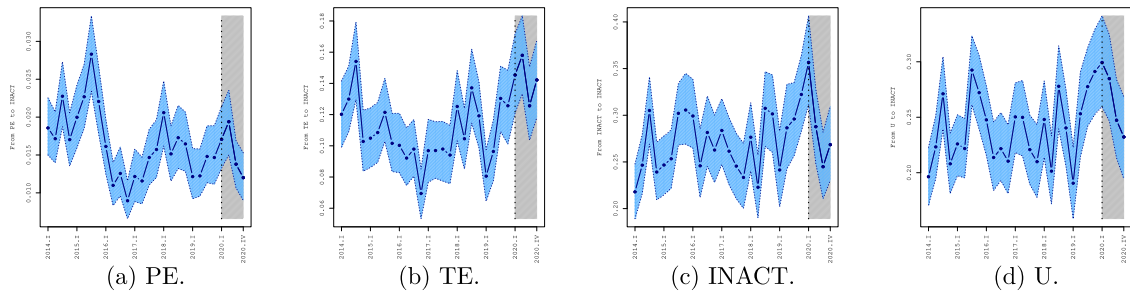 From PE to INACT
0.010 0.015 0.020 0.025 0.030
2014.I 2015.I 2016.I 2017.I 2018.I 2019.I 2020.I 2020.IV
(a) PE.
From TE to INACT
0.06 0.08 0.10 0.12 0.14 0.16 0.18
2014.I 2015.I 2016.I 2017.I 2018.I 2019.I 2020.I 2020.IV
(b) TE.
From INACT to INACT
0.20 0.25 0.30 0.35 0.40
2014.I 2015.I 2016.I 2017.I 2018.I 2019.I 2020.I 2020.IV
(c) INACT.
From U to INACT
0.20 0.25 0.30
2014.I 2015.I 2016.I 2017.I 2018.I 2019.I 2020.I 2020.IV
(d) U.